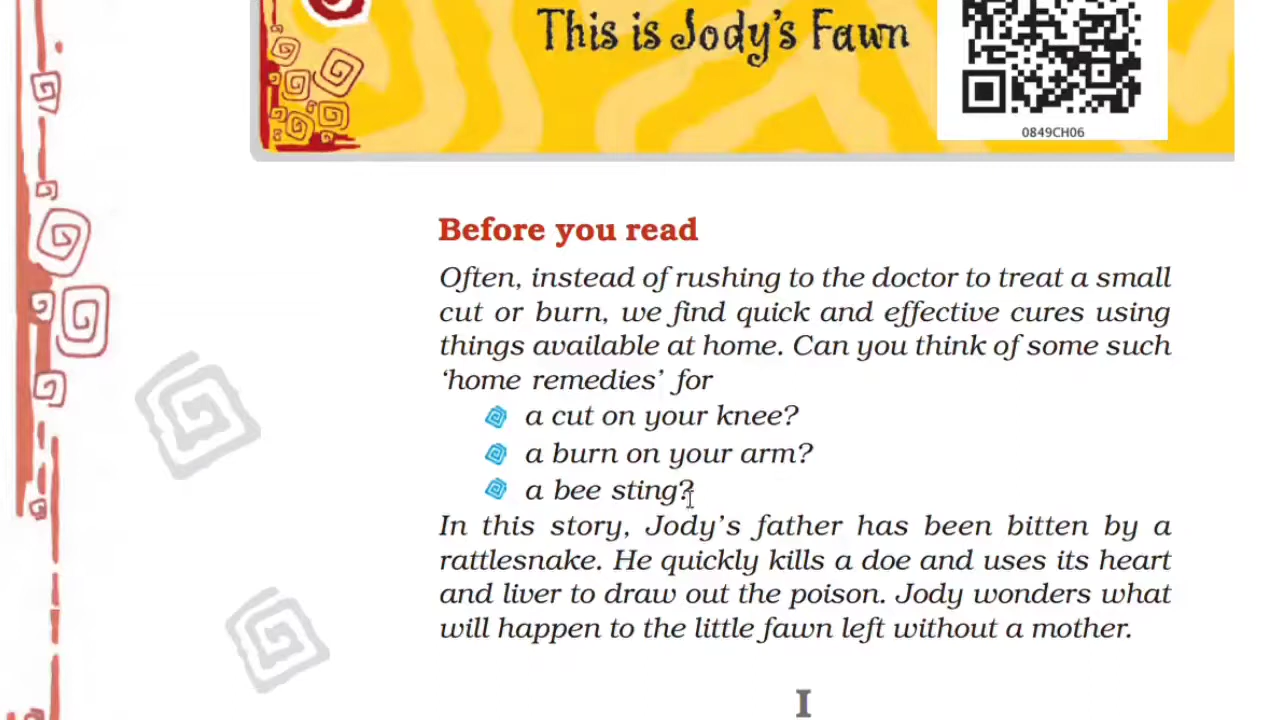 This is Jody's Fawn
0849CH06
Before you read
Often, instead of rushing to the doctor to treat a small
cut or burn, we find quick and effective cures using
things available at home. Can you think of some such
‘home remedies’ for
a cut on your knee?
a burn on your arm?
a bee sting?
In this story, Jody’s father has been bitten by a
rattlesnake. He quickly kills a doe and uses its heart
and liver to draw out the poison. Jody wonders what
will happen to the little fawn left without a mother.
I